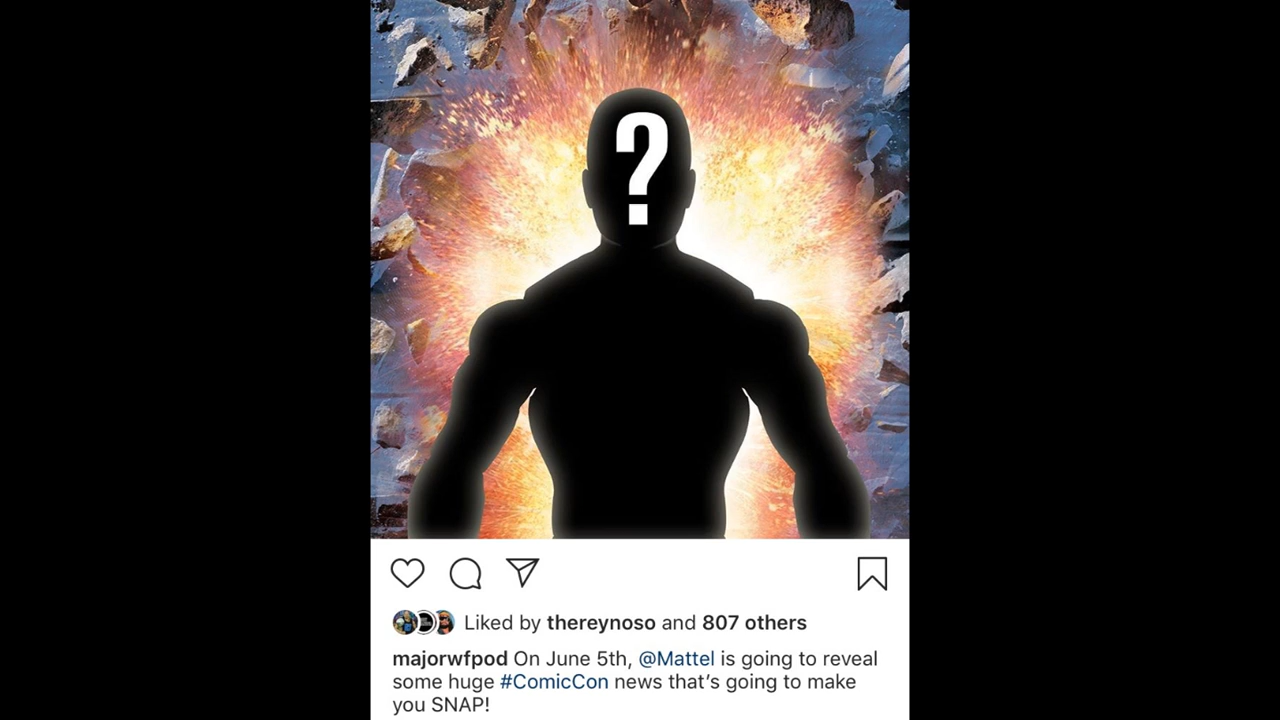 ?
Liked by thereynoso and 807 others
majorwfpod On June 5th, @Mattel is going to reveal
some huge #ComicCon news that’s going to make
you SNAP!